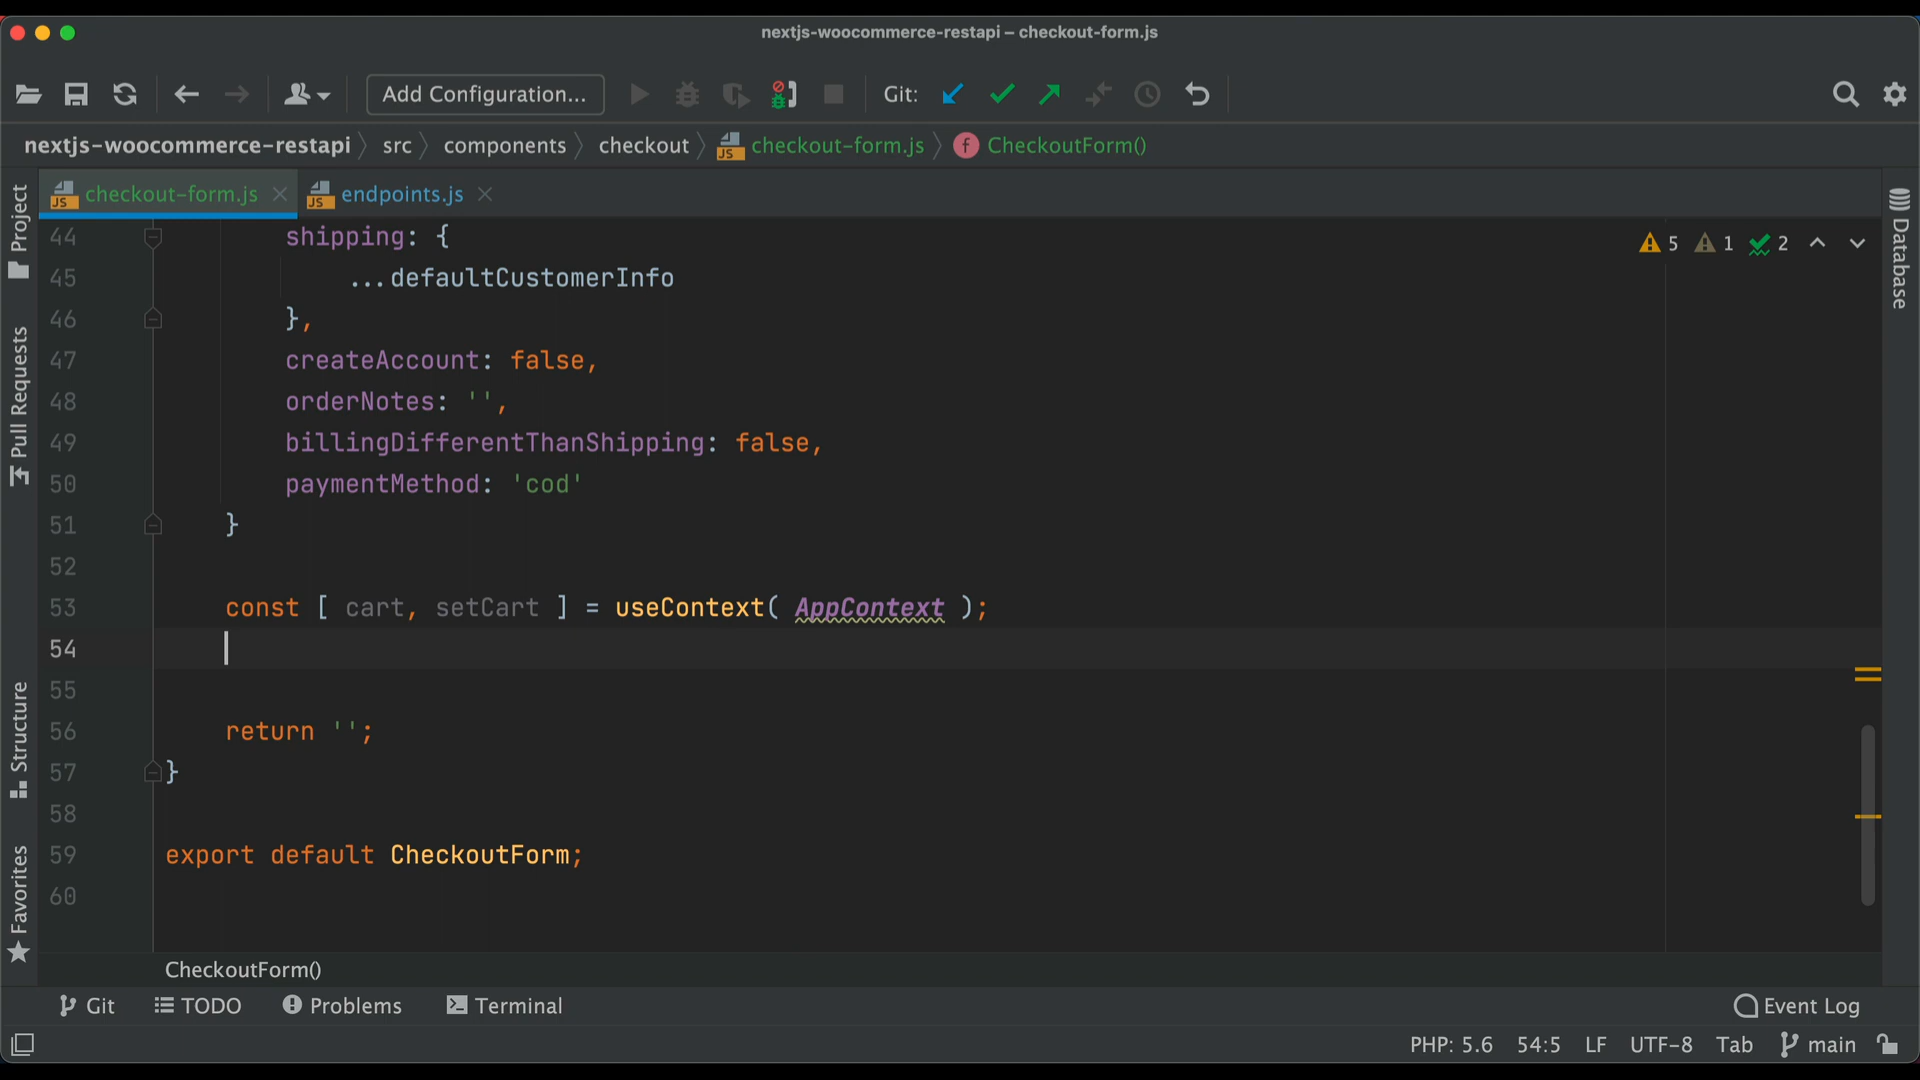 nextjs-woocommerce-restapi – checkout-form.js
Add Configuration...
Git:
nextjs-woocommerce-restapi src components checkout checkout-form.js CheckoutForm()
checkout-form.js endpoints.js
Project
Pull Requests
Structure
Favorites
Database
5 1 2
44 shipping: {
45 ...defaultCustomerInfo
46 },
47 createAccount: false,
48 orderNotes: '',
49 billingDifferentThanShipping: false,
50 paymentMethod: 'cod'
51 }
52
53 const [ cart, setCart ] = useContext( AppContext );
54
55
56 return '';
57 }
58
59 export default CheckoutForm;
60
CheckoutForm()
Git TODO Problems Terminal Event Log
PHP: 5.6 54:5 LF UTF-8 Tab main